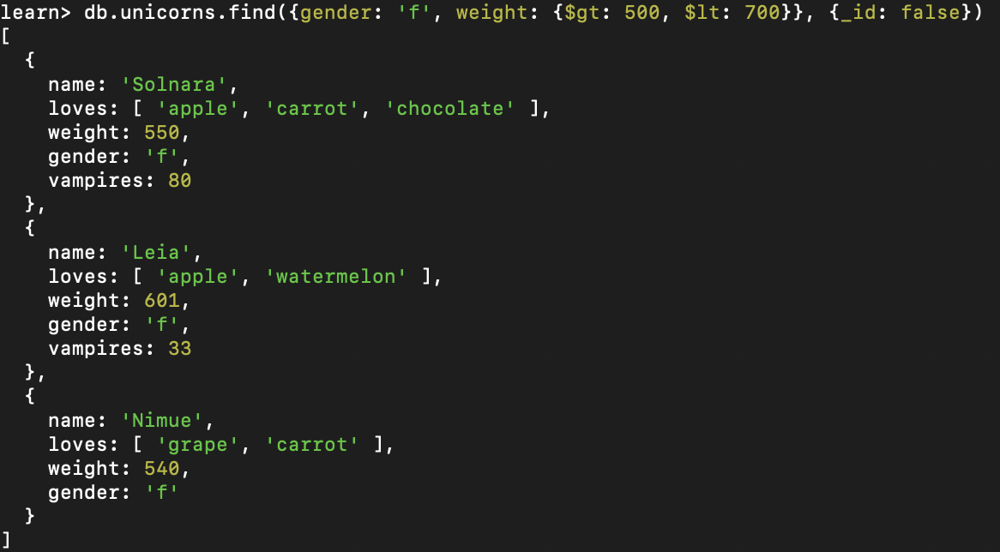 learn> db.unicorns.find({gender: 'f', weight: {$gt: 500, $lt: 700}}, {_id: false})
[
  {
    name: 'Solnara',
    loves: [ 'apple', 'carrot', 'chocolate' ],
    weight: 550,
    gender: 'f',
    vampires: 80
  },
  {
    name: 'Leia',
    loves: [ 'apple', 'watermelon' ],
    weight: 601,
    gender: 'f',
    vampires: 33
  },
  {
    name: 'Nimue',
    loves: [ 'grape', 'carrot' ],
    weight: 540,
    gender: 'f'
  }
]